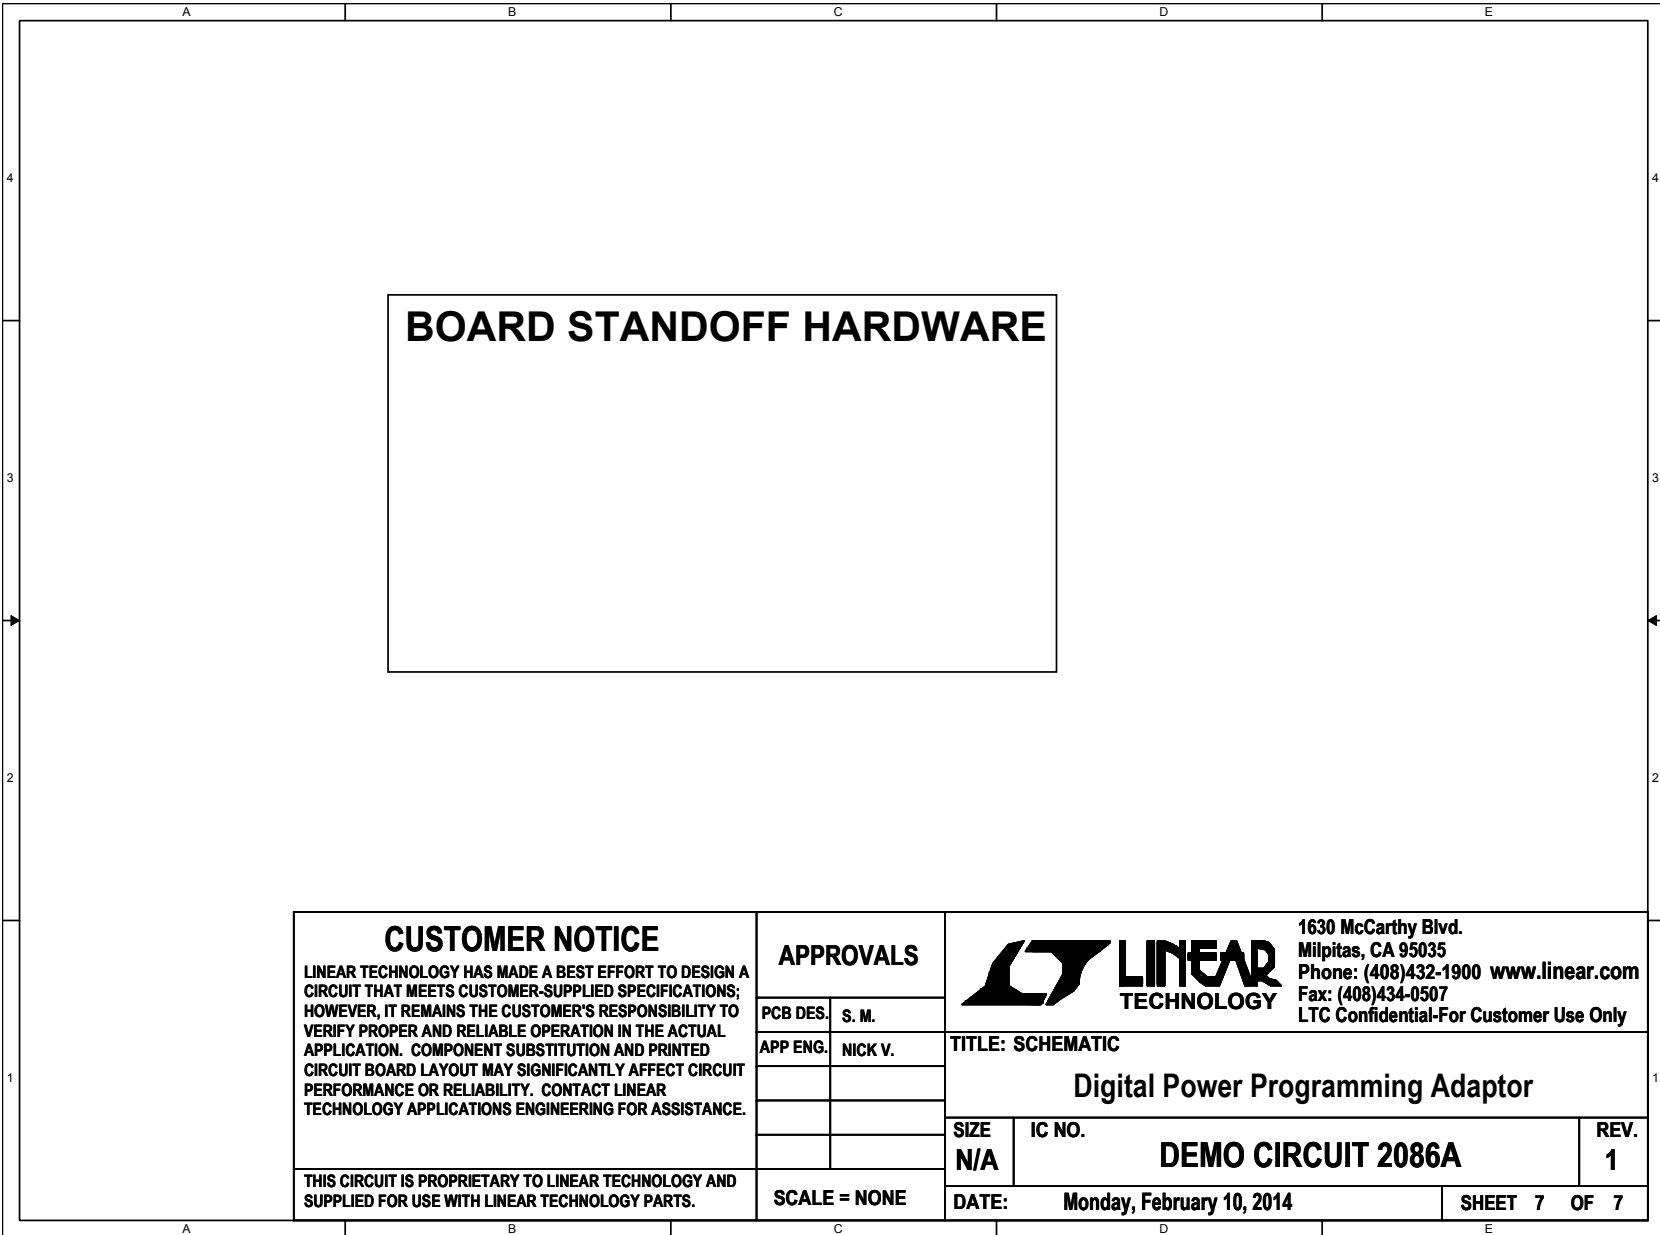 A B C D E
4 4
BOARD STANDOFF HARDWARE
3 3
2 2
1 1
CUSTOMER NOTICE
LINEAR TECHNOLOGY HAS MADE A BEST EFFORT TO DESIGN A
CIRCUIT THAT MEETS CUSTOMER-SUPPLIED SPECIFICATIONS;
HOWEVER, IT REMAINS THE CUSTOMER'S RESPONSIBILITY TO
VERIFY PROPER AND RELIABLE OPERATION IN THE ACTUAL
APPLICATION. COMPONENT SUBSTITUTION AND PRINTED
CIRCUIT BOARD LAYOUT MAY SIGNIFICANTLY AFFECT CIRCUIT
PERFORMANCE OR RELIABILITY. CONTACT LINEAR
TECHNOLOGY APPLICATIONS ENGINEERING FOR ASSISTANCE.
THIS CIRCUIT IS PROPRIETARY TO LINEAR TECHNOLOGY AND
SUPPLIED FOR USE WITH LINEAR TECHNOLOGY PARTS.
APPROVALS
PCB DES. S. M.
APP ENG. NICK V.
SCALE = NONE
LINEAR
TECHNOLOGY
1630 McCarthy Blvd.
Milpitas, CA 95035
Phone: (408)432-1900 www.linear.com
Fax: (408)434-0507
LTC Confidential-For Customer Use Only
TITLE: SCHEMATIC
Digital Power Programming Adaptor
SIZE IC NO. REV.
N/A DEMO CIRCUIT 2086A 1
DATE: Monday, February 10, 2014 SHEET 7 OF 7
A B C D E